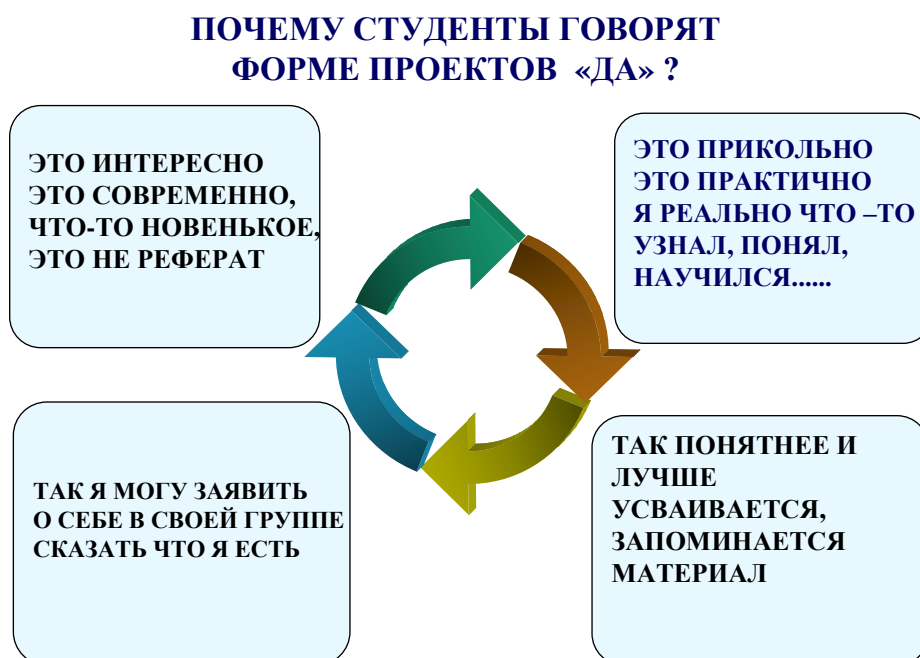 ПОЧЕМУ СТУДЕНТЫ ГОВОРЯТ
ФОРМЕ ПРОЕКТОВ «ДА» ?
ЭТО ИНТЕРЕСНО
ЭТО СОВРЕМЕННО,
ЧТО-ТО НОВЕНЬКОЕ,
ЭТО НЕ РЕФЕРАТ
ЭТО ПРИКОЛЬНО
ЭТО ПРАКТИЧНО
Я РЕАЛЬНО ЧТО –ТО
УЗНАЛ, ПОНЯЛ,
НАУЧИЛСЯ......
ТАК Я МОГУ ЗАЯВИТЬ
О СЕБЕ В СВОЕЙ ГРУППЕ
СКАЗАТЬ ЧТО Я ЕСТЬ
ТАК ПОНЯТНЕЕ И
ЛУЧШЕ
УСВАИВАЕТСЯ,
ЗАПОМИНАЕТСЯ
МАТЕРИАЛ